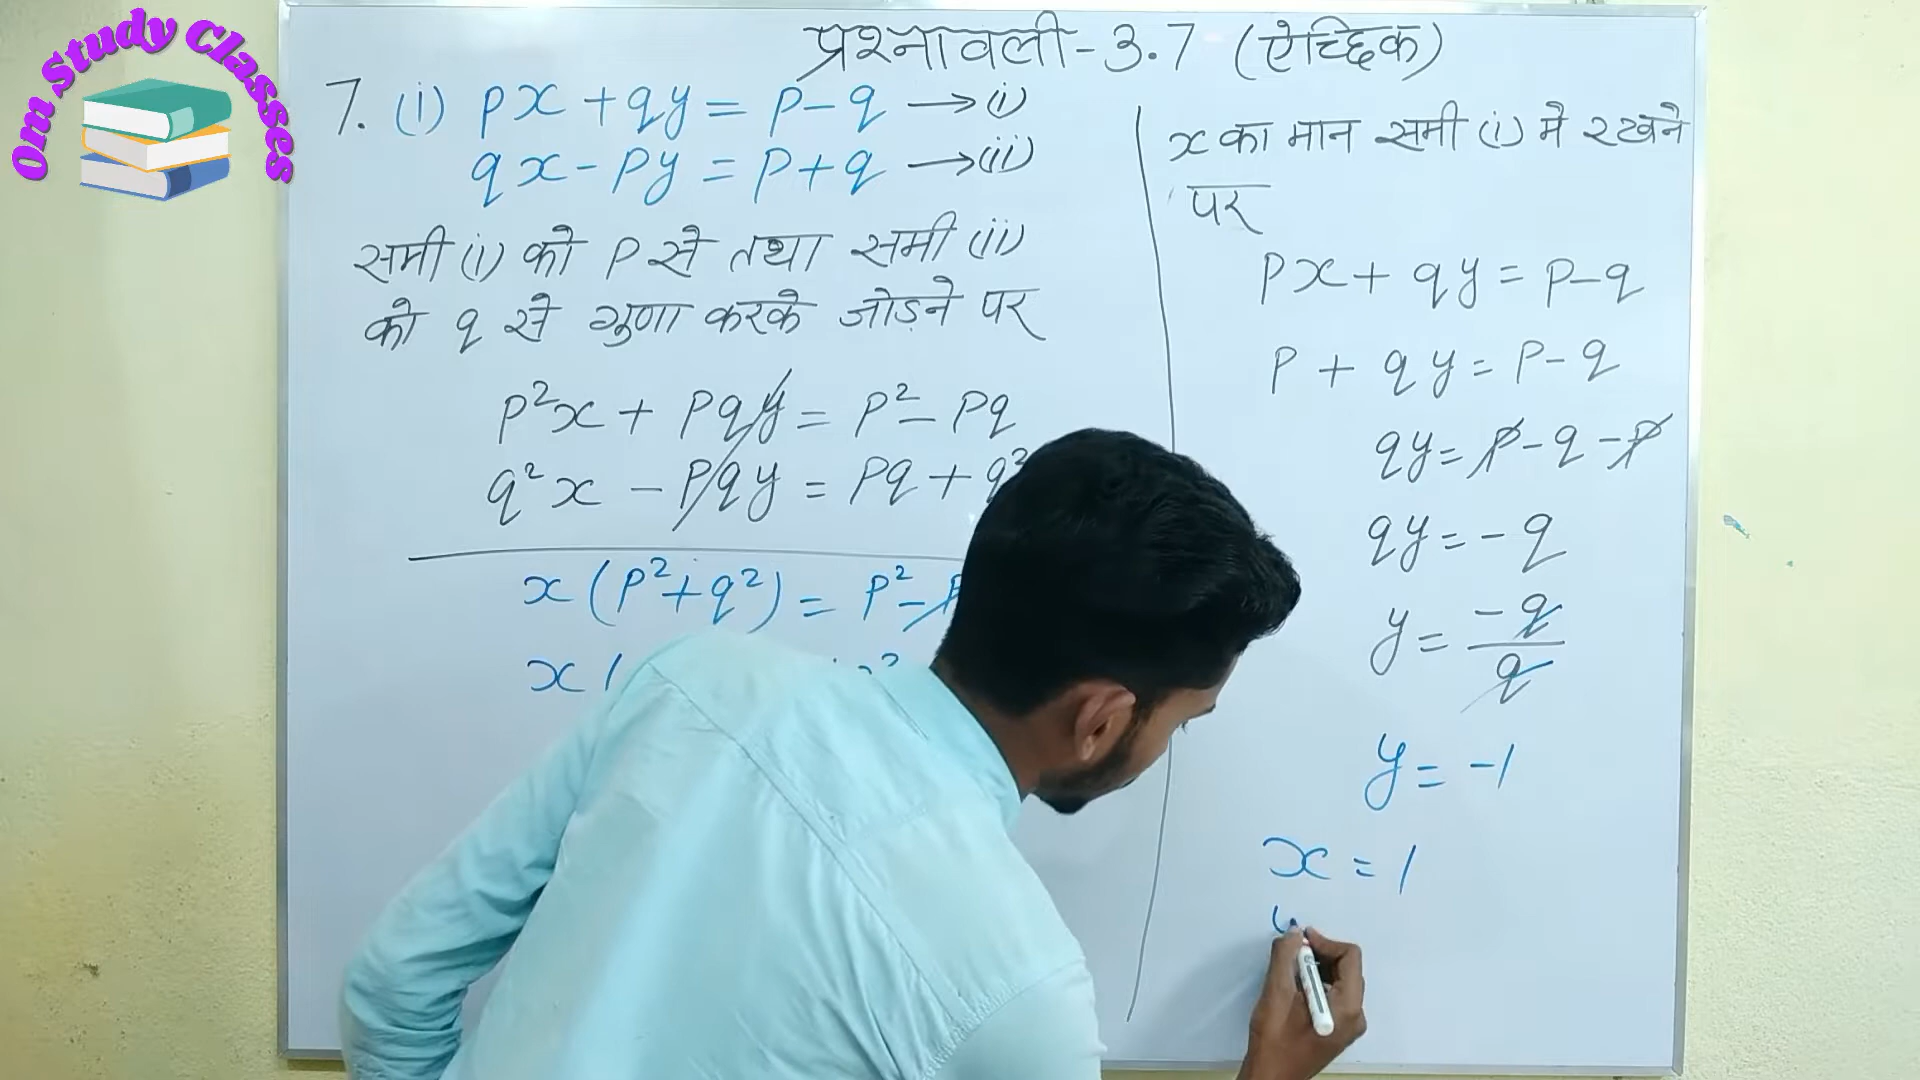 Om Study Classes
प्रश्नावली-3.7 (ऐच्छिक)
7. (i) px + qy = p - q → (i)
qx - py = p + q → (ii)
समी (i) को p से तथा समी (ii)
को q से गुणा करके जोड़ने पर
p²x + pqy = p² - pq
q²x - pqy = pq + q²
x(p² + q²) = p² - p
x(
x का मान समी (i) में रखने
पर
px + qy = p - q
p + qy = p - q
qy = p - q - p
qy = -q
y = -q/q
y = -1
x = 1